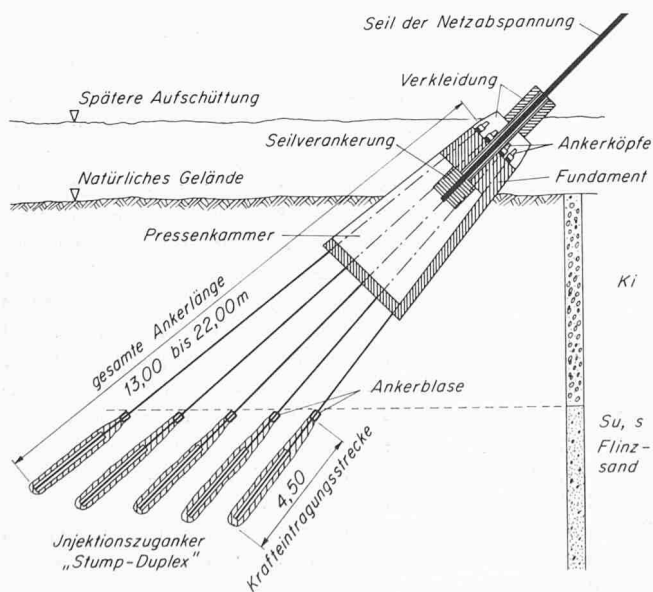 Seil der Netzabspannung
Verkleidung
Spätere Aufschüttung
Seilverankerung
Ankerköpfe
Natürliches Gelände
Fundament
Pressenkammer
Ki
gesamte Ankerlänge
13,00 bis 22,00m
Ankerblase
Su, s
Flinz-
sand
4,50
Krafteintragungsstrecke
Jnjektionszuganker
„Stump-Duplex"